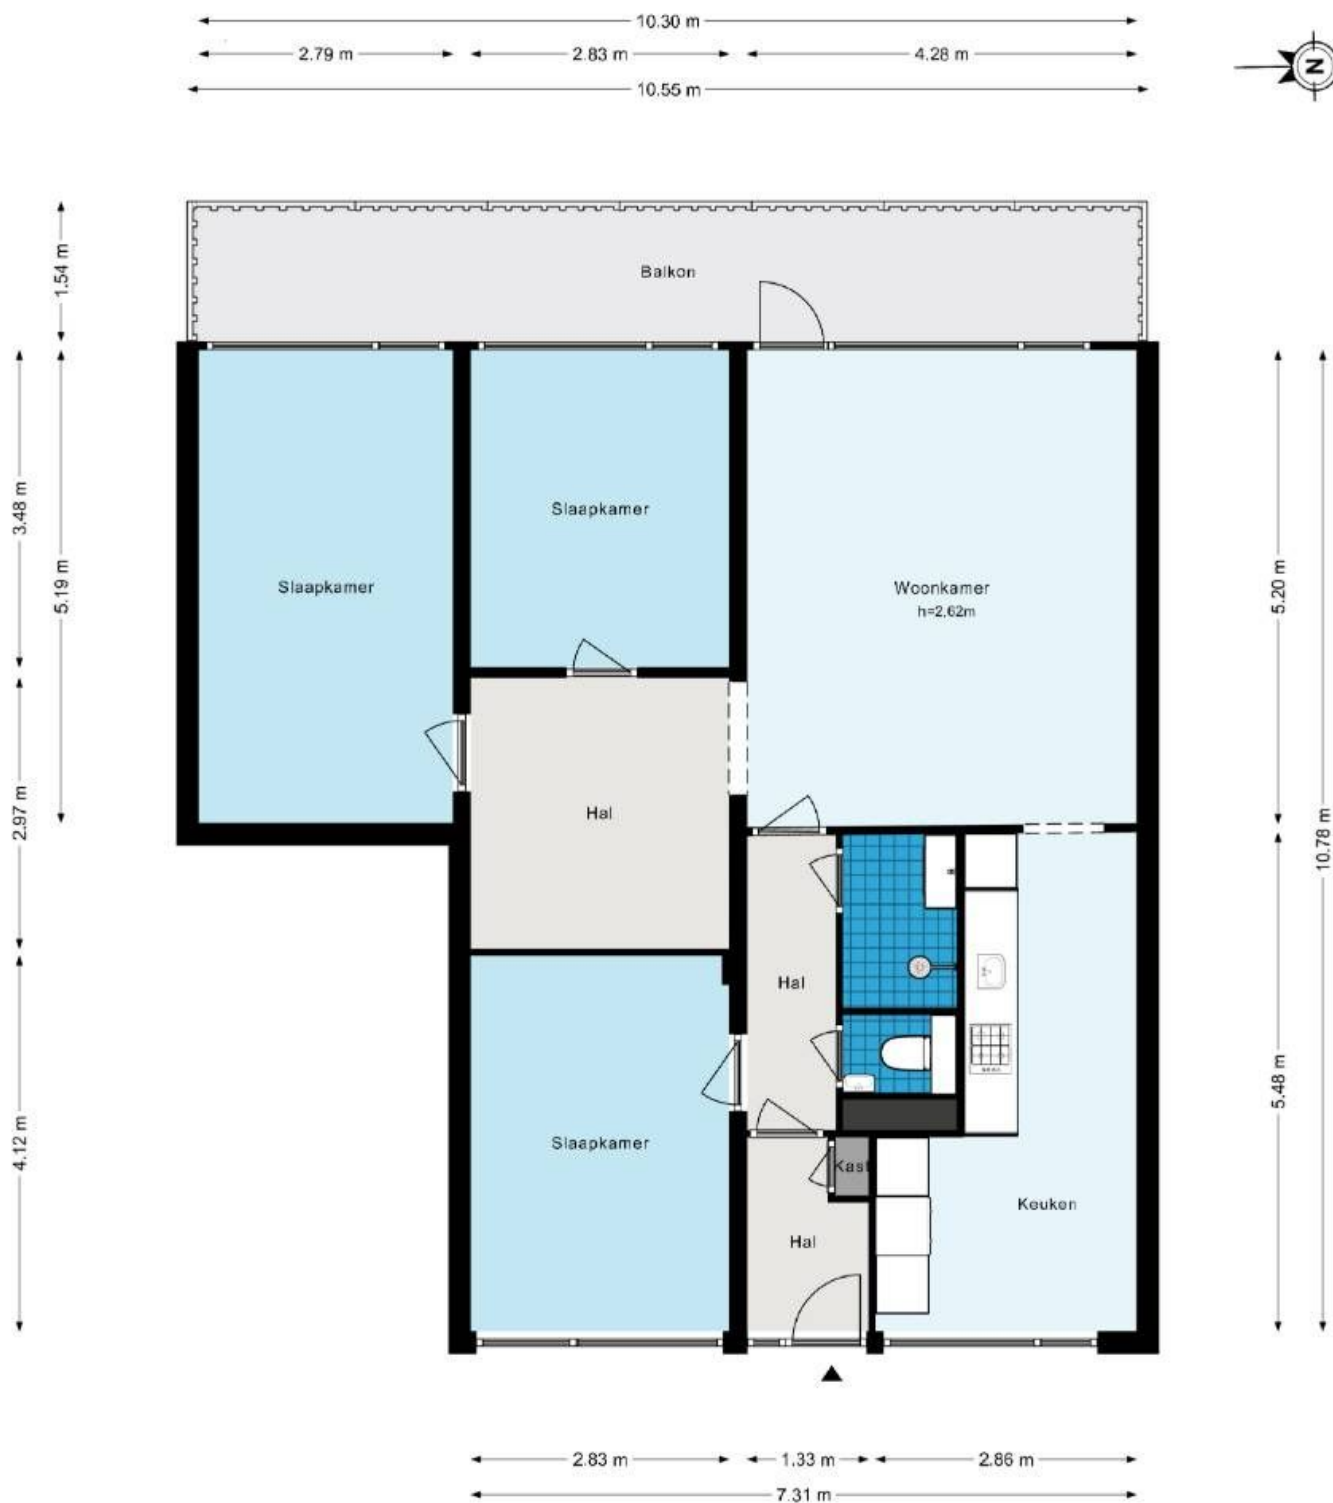 10.30 m
2.79 m 2.83 m 4.28 m
10.55 m
N
1.54 m
Balkon
3.48 m
5.19 m
Slaapkamer
Slaapkamer
Woonkamer
h=2,62m
5.20 m
2.97 m
Hal
10.78 m
Hal
5.48 m
4.12 m
Slaapkamer
Kast
Keuken
Hal
2.83 m 1.33 m 2.86 m
7.31 m